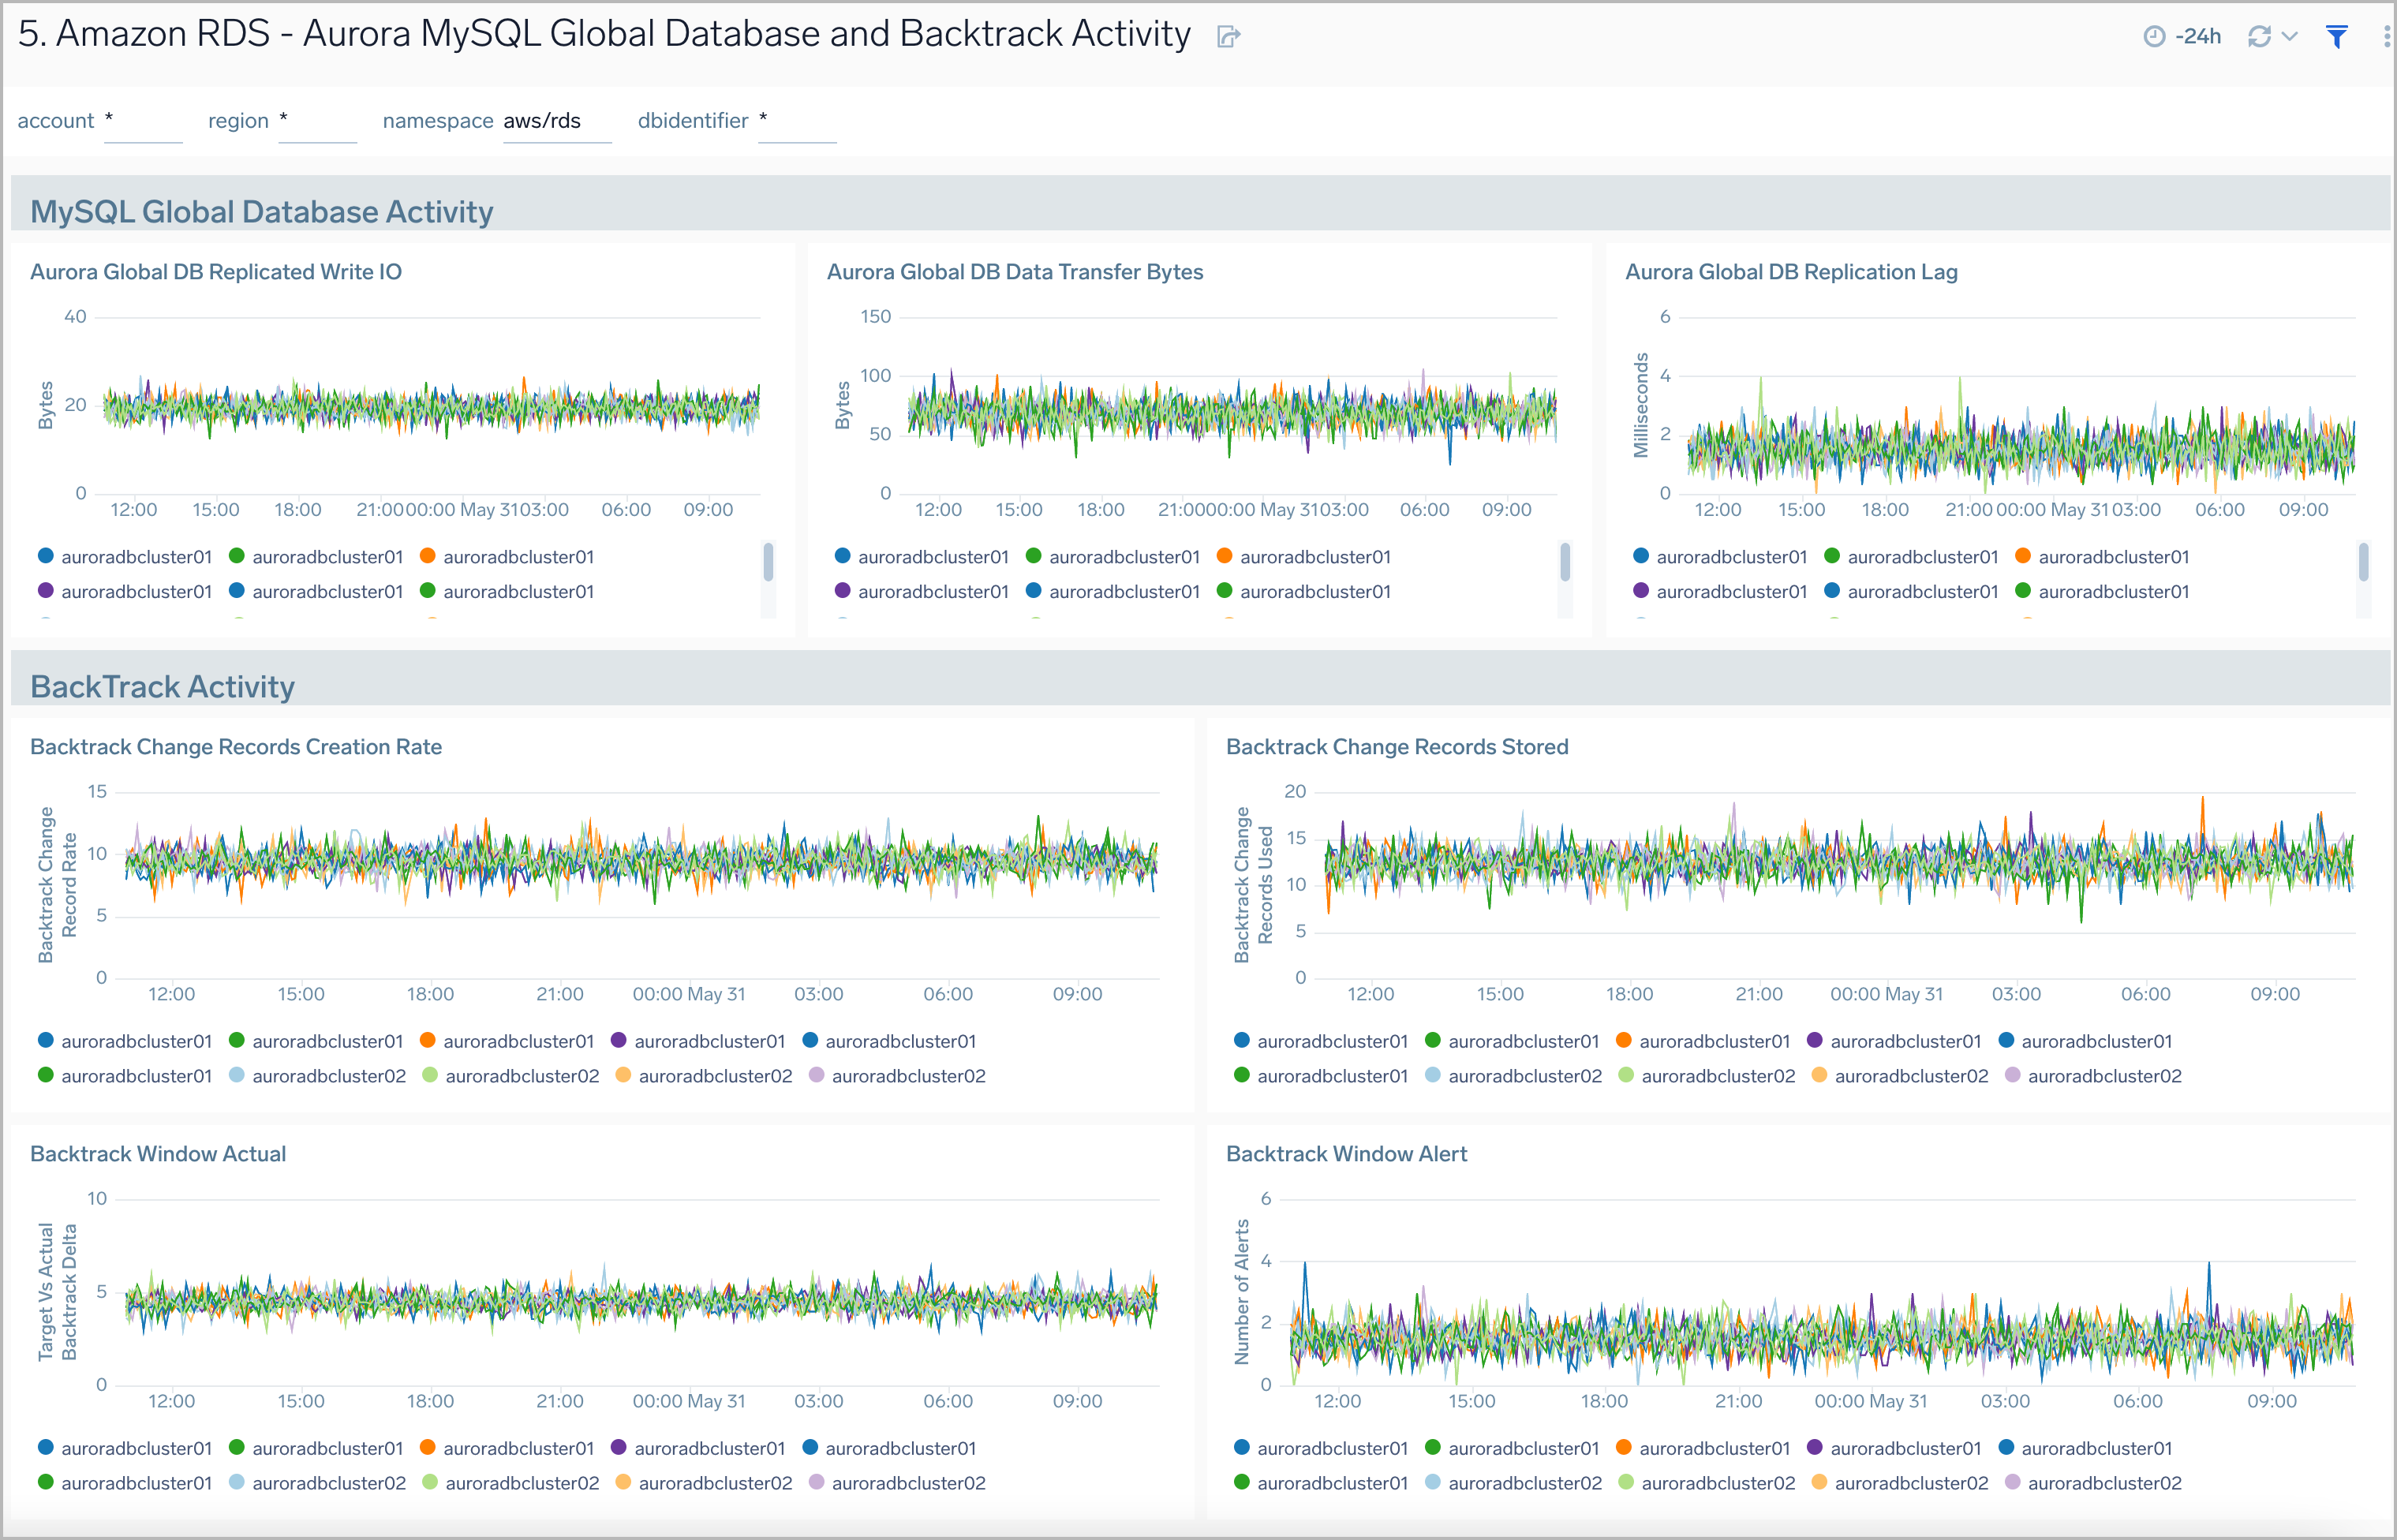 5. Amazon RDS - Aurora MySQL Global Database and Backtrack Activity
-24h
account * region * namespace aws/rds dbidentifier *
MySQL Global Database Activity
Aurora Global DB Replicated Write IO
Bytes
40
20
0
12:00 15:00 18:00 21:00 00:00 May 31 03:00 06:00 09:00
auroradbcluster01 auroradbcluster01 auroradbcluster01
auroradbcluster01 auroradbcluster01 auroradbcluster01
Aurora Global DB Data Transfer Bytes
Bytes
150
100
50
0
12:00 15:00 18:00 21:00 00:00 May 31 03:00 06:00 09:00
auroradbcluster01 auroradbcluster01 auroradbcluster01
auroradbcluster01 auroradbcluster01 auroradbcluster01
Aurora Global DB Replication Lag
Milliseconds
6
4
2
0
12:00 15:00 18:00 21:00 00:00 May 31 03:00 06:00 09:00
auroradbcluster01 auroradbcluster01 auroradbcluster01
auroradbcluster01 auroradbcluster01 auroradbcluster01
BackTrack Activity
Backtrack Change Records Creation Rate
Backtrack Change
Record Rate
15
10
5
0
12:00 15:00 18:00 21:00 00:00 May 31 03:00 06:00 09:00
auroradbcluster01 auroradbcluster01 auroradbcluster01 auroradbcluster01 auroradbcluster01
auroradbcluster01 auroradbcluster02 auroradbcluster02 auroradbcluster02 auroradbcluster02
Backtrack Change Records Stored
Backtrack Change
Records Used
20
15
10
5
0
12:00 15:00 18:00 21:00 00:00 May 31 03:00 06:00 09:00
auroradbcluster01 auroradbcluster01 auroradbcluster01 auroradbcluster01 auroradbcluster01
auroradbcluster01 auroradbcluster02 auroradbcluster02 auroradbcluster02 auroradbcluster02
Backtrack Window Actual
Target Vs Actual
Backtrack Delta
10
5
0
12:00 15:00 18:00 21:00 00:00 May 31 03:00 06:00 09:00
auroradbcluster01 auroradbcluster01 auroradbcluster01 auroradbcluster01 auroradbcluster01
auroradbcluster01 auroradbcluster02 auroradbcluster02 auroradbcluster02 auroradbcluster02
Backtrack Window Alert
Number of Alerts
6
4
2
0
12:00 15:00 18:00 21:00 00:00 May 31 03:00 06:00 09:00
auroradbcluster01 auroradbcluster01 auroradbcluster01 auroradbcluster01 auroradbcluster01
auroradbcluster01 auroradbcluster02 auroradbcluster02 auroradbcluster02 auroradbcluster02